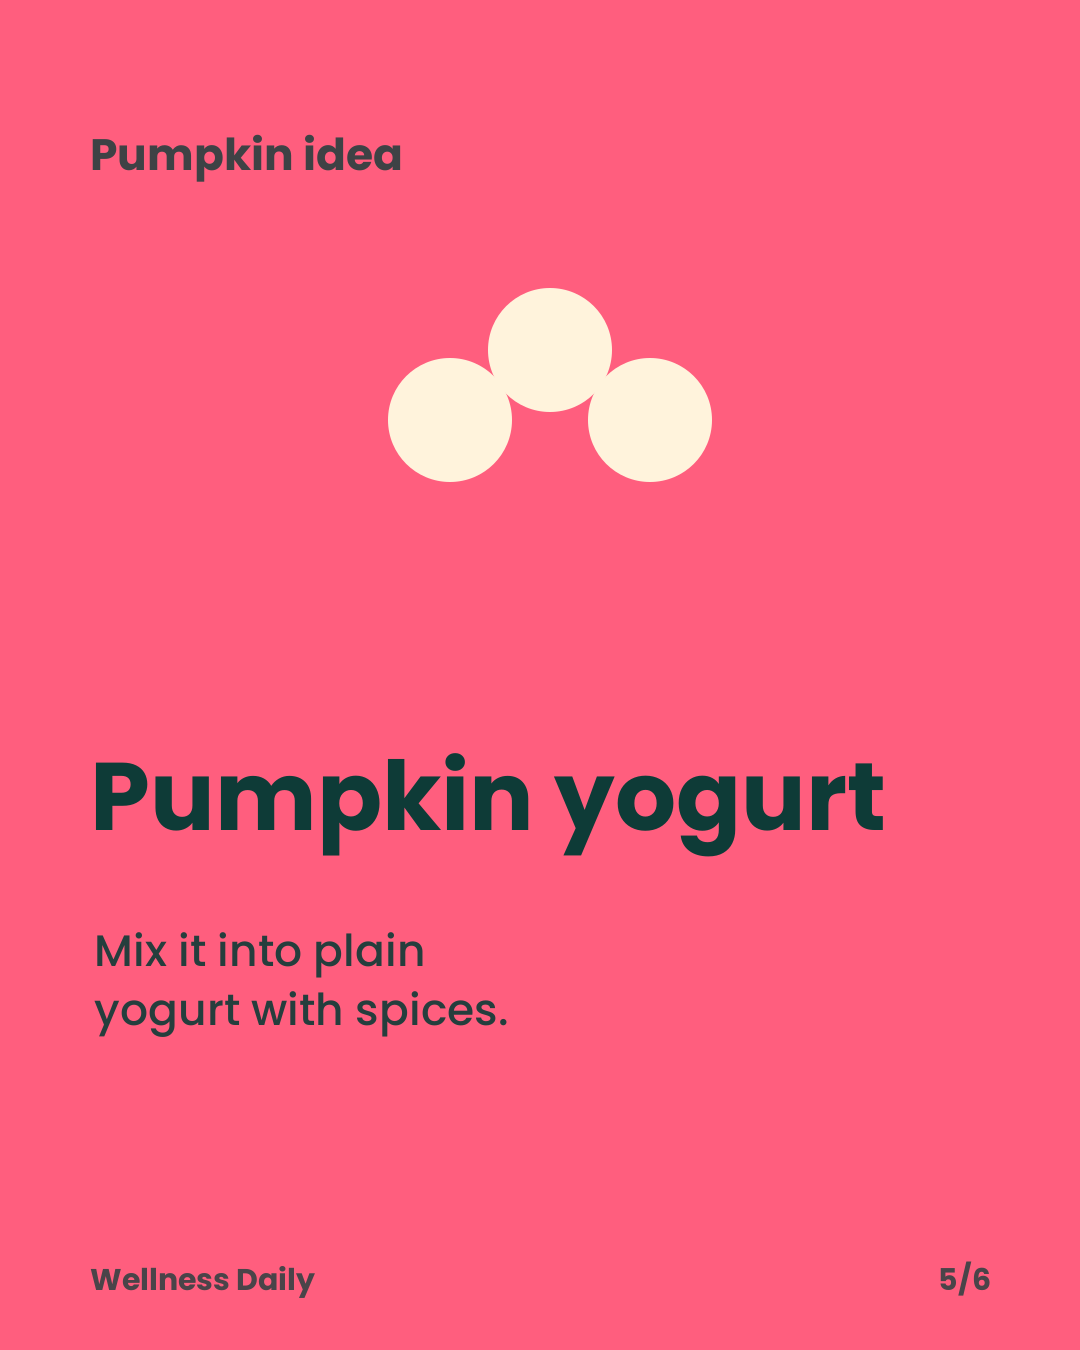 Pumpkin idea
Pumpkin yogurt
Mix it into plain
yogurt with spices.
Wellness Daily
5/6